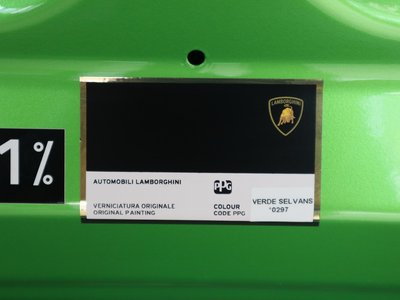 LAMBORGHINI
1%
AUTOMOBILI LAMBORGHINI
PPG
VERNICIATURA ORIGINALE
ORIGINAL PAINTING
COLOUR
CODE PPG
VERDE SELVANS
*0297